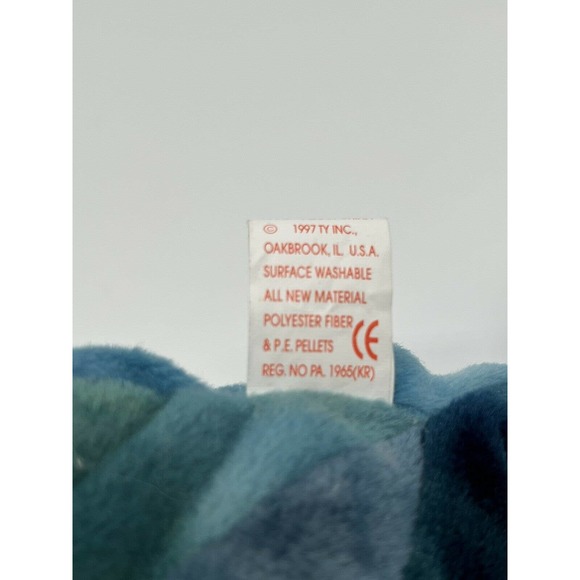 © 1997 TY INC.,
OAKBROOK, IL. U.S.A.
SURFACE WASHABLE
ALL NEW MATERIAL
POLYESTER FIBER
& P.E. PELLETS CE
REG. NO PA. 1965(KR)